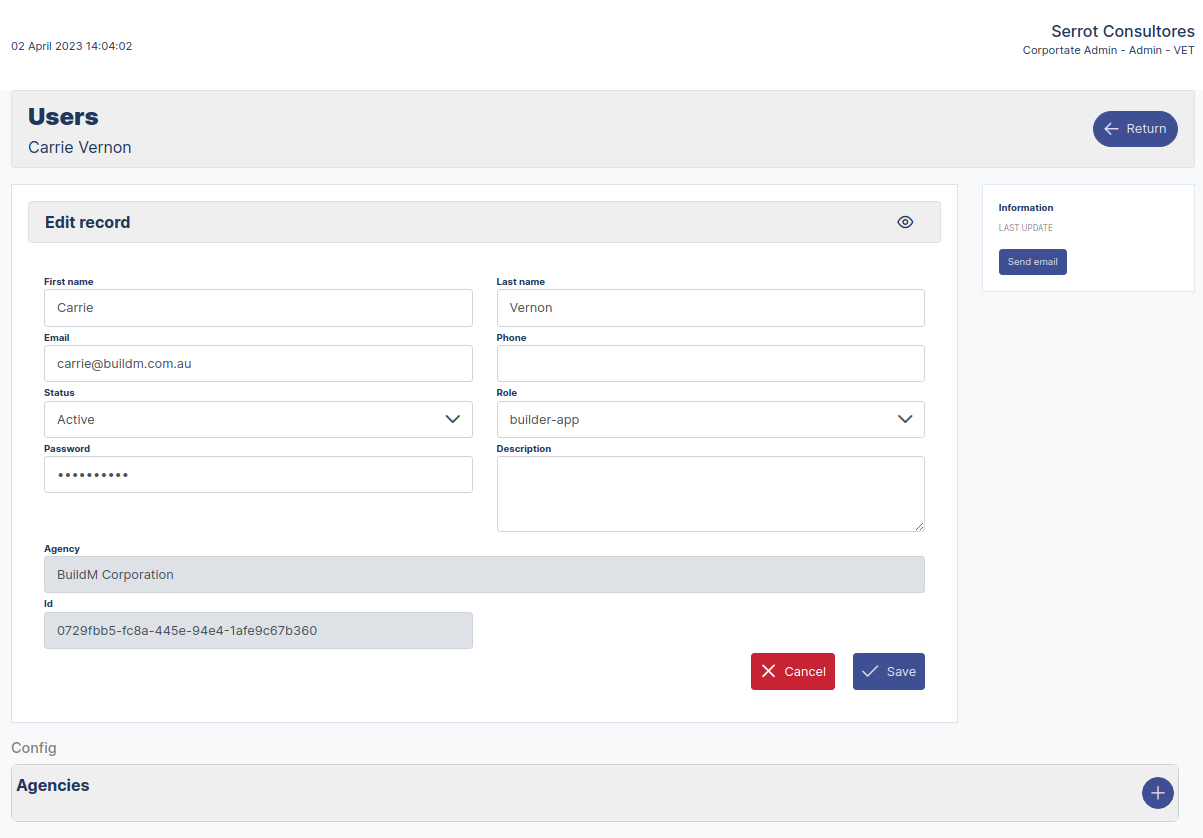 02 April 2023 14:04:02
Serrot Consultores
Corportate Admin - Admin - VET
Users
Carrie Vernon
Return
Edit record
Information
LAST UPDATE
Send email
First name
Last name
Carrie
Vernon
Email
Phone
carrie@buildm.com.au
Status
Role
Active
builder-app
Password
Description
••••••••••
Agency
BuildM Corporation
Id
0729fbb5-fc8a-445e-94e4-1afe9c67b360
Cancel
Save
Config
Agencies